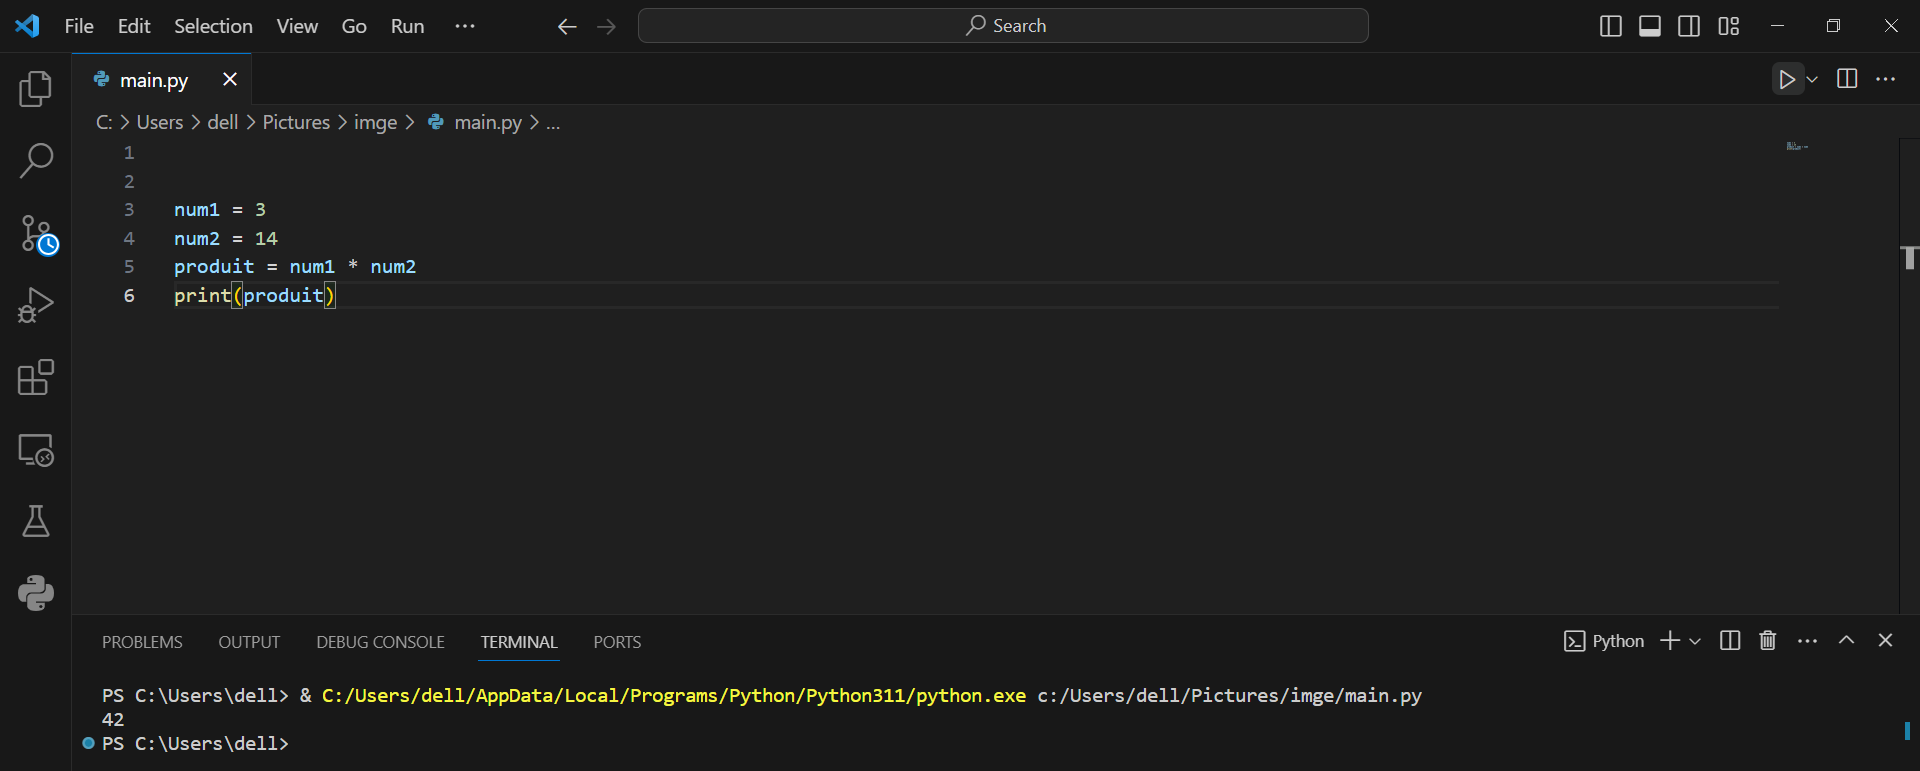 File Edit Selection View Go Run ··· Search
main.py
C: > Users > dell > Pictures > imge > main.py > ...
1
2
3 num1 = 3
4 num2 = 14
5 produit = num1 * num2
6 print(produit)
PROBLEMS OUTPUT DEBUG CONSOLE TERMINAL PORTS Python
PS C:\Users\dell> & C:/Users/dell/AppData/Local/Programs/Python/Python311/python.exe c:/Users/dell/Pictures/imge/main.py
42
PS C:\Users\dell>